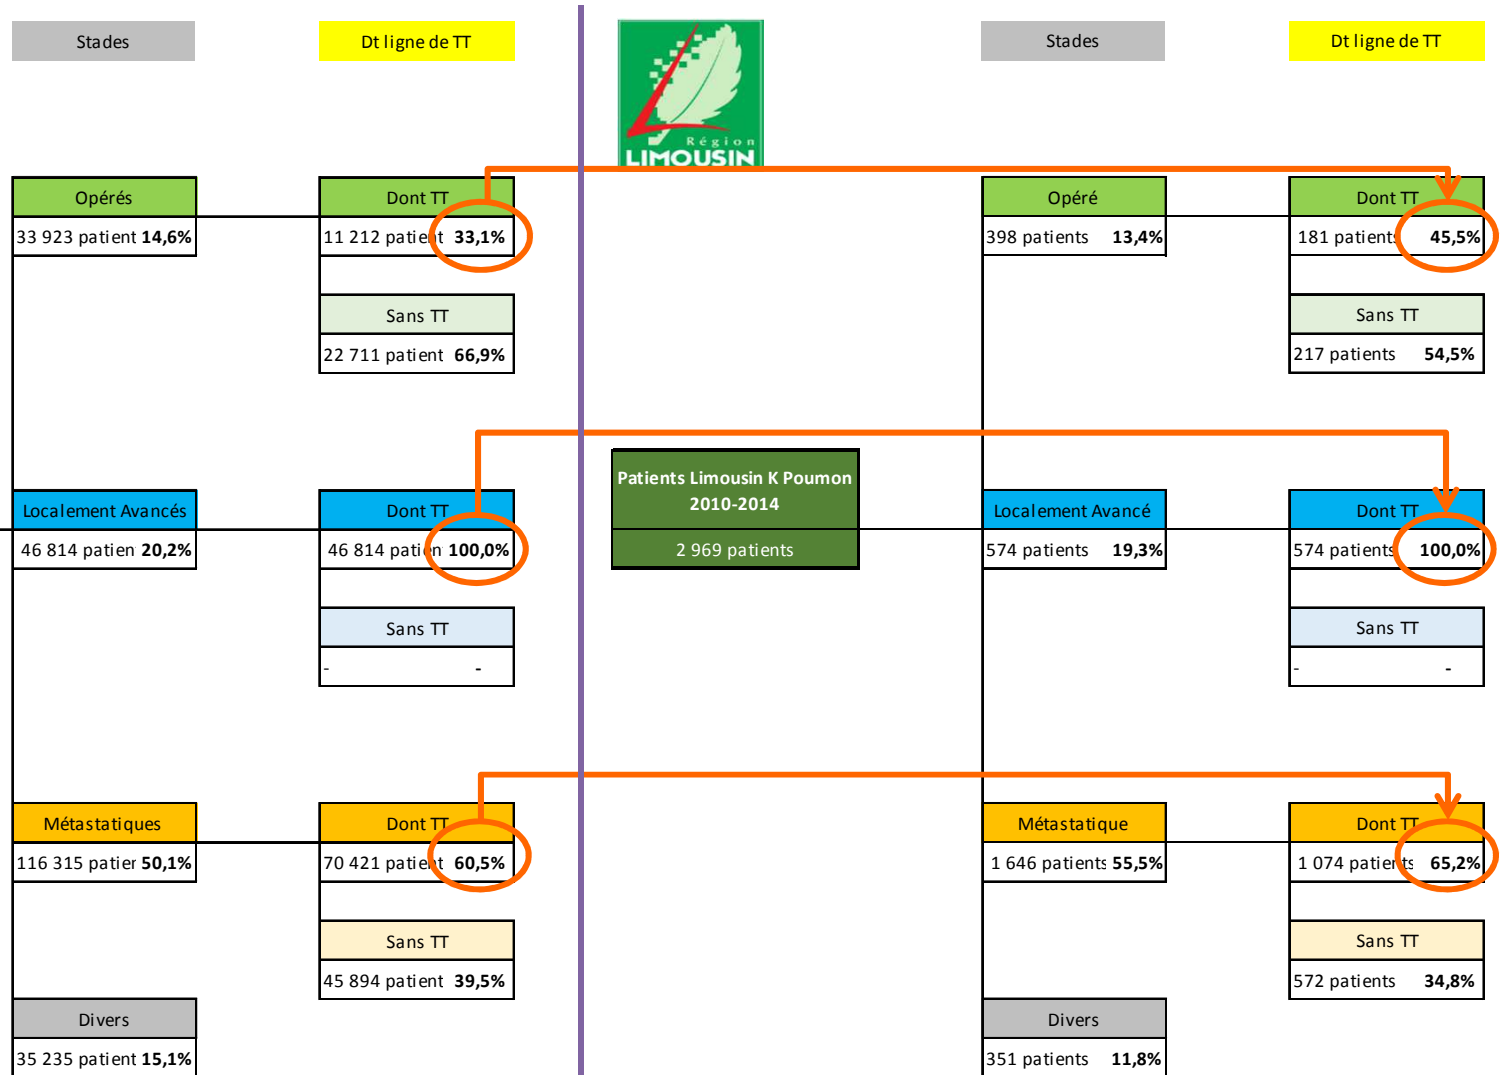 Stades
Dt ligne de TT
Opérés
33 923 patient 14,6%
Dont TT
11 212 patient 33,1%
Sans TT
22 711 patient 66,9%
Localement Avancés
46 814 patien 20,2%
Dont TT
46 814 patien 100,0%
Sans TT
- -
Métastatiques
116 315 patier 50,1%
Dont TT
70 421 patient 60,5%
Sans TT
45 894 patient 39,5%
Divers
35 235 patient 15,1%
Région
LIMOUSIN
Patients Limousin K Poumon
2010-2014
2 969 patients
Stades
Dt ligne de TT
Opéré
398 patients 13,4%
Dont TT
181 patients 45,5%
Sans TT
217 patients 54,5%
Localement Avancé
574 patients 19,3%
Dont TT
574 patients 100,0%
Sans TT
- -
Métastatique
1 646 patients 55,5%
Dont TT
1 074 patients 65,2%
Sans TT
572 patients 34,8%
Divers
351 patients 11,8%